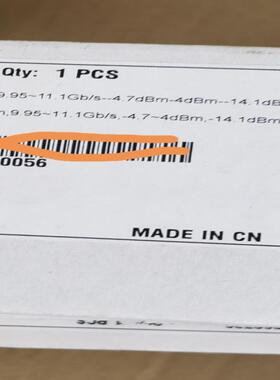 Qty: 1 PCS
9.95~11.1Gb/s--4.7dBm-4dBm--14.1dB
,9.95~11.1Gb/s,-4.7~4dBm,-14.1dBm
0056
MADE IN CN